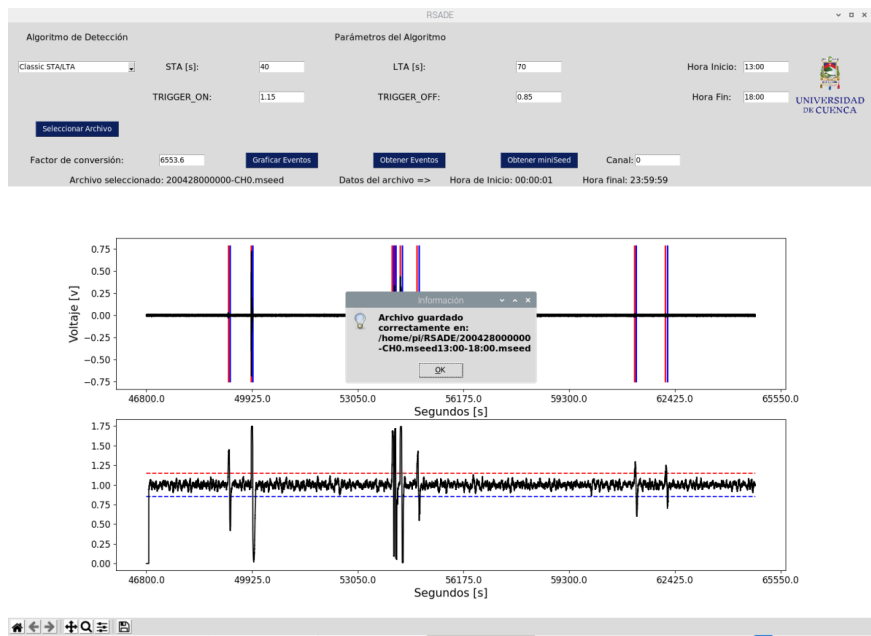 RSADE
Algoritmo de Detección
Parámetros del Algoritmo
Classic STA/LTA
STA [s]:
40
LTA [s]:
70
Hora Inicio:
13:00
TRIGGER_ON:
1.15
TRIGGER_OFF:
0.85
Hora Fin:
18:00
UNIVERSIDAD
DE CUENCA
Seleccionar Archivo
Factor de conversión:
6553.6
Graficar Eventos
Obtener Eventos
Obtener miniSeed
Canal:
0
Archivo seleccionado: 200428000000-CH0.mseed
Datos del archivo =>
Hora de Inicio: 00:00:01
Hora final: 23:59:59
Voltaje [v]
0.75
0.50
0.25
0.00
−0.25
−0.50
−0.75
46800.0
49925.0
53050.0
56175.0
59300.0
62425.0
65550.0
Segundos [s]
Información
Archivo guardado
correctamente en:
/home/pi/RSADE/200428000000
-CH0.mseed13:00-18:00.mseed
OK
1.75
1.50
1.25
1.00
0.75
0.50
0.25
0.00
46800.0
49925.0
53050.0
56175.0
59300.0
62425.0
65550.0
Segundos [s]